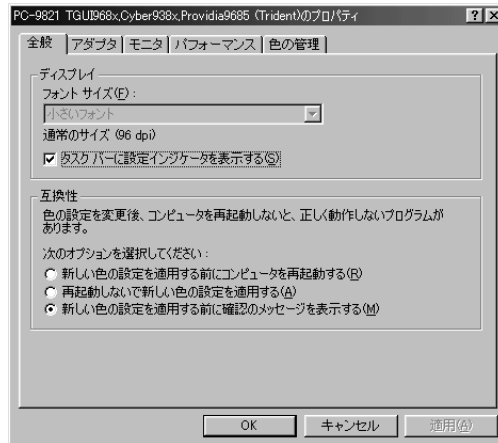 PC-9821 TGUI968x,Cyber938x,Providia9685 (Trident)のプロパティ
全般 アダプタ モニタ パフォーマンス 色の管理
ディスプレイ
フォント サイズ(F) :
小さいフォント
通常のサイズ (96 dpi)
タスク バーに設定インジケータを表示する(S)
互換性
色の設定を変更後、コンピュータを再起動しないと、正しく動作しないプログラムが
あります。
次のオプションを選択してください :
新しい色の設定を適用する前にコンピュータを再起動する(R)
再起動しないで新しい色の設定を適用する(A)
新しい色の設定を適用する前に確認のメッセージを表示する(M)
OK キャンセル 適用(A)